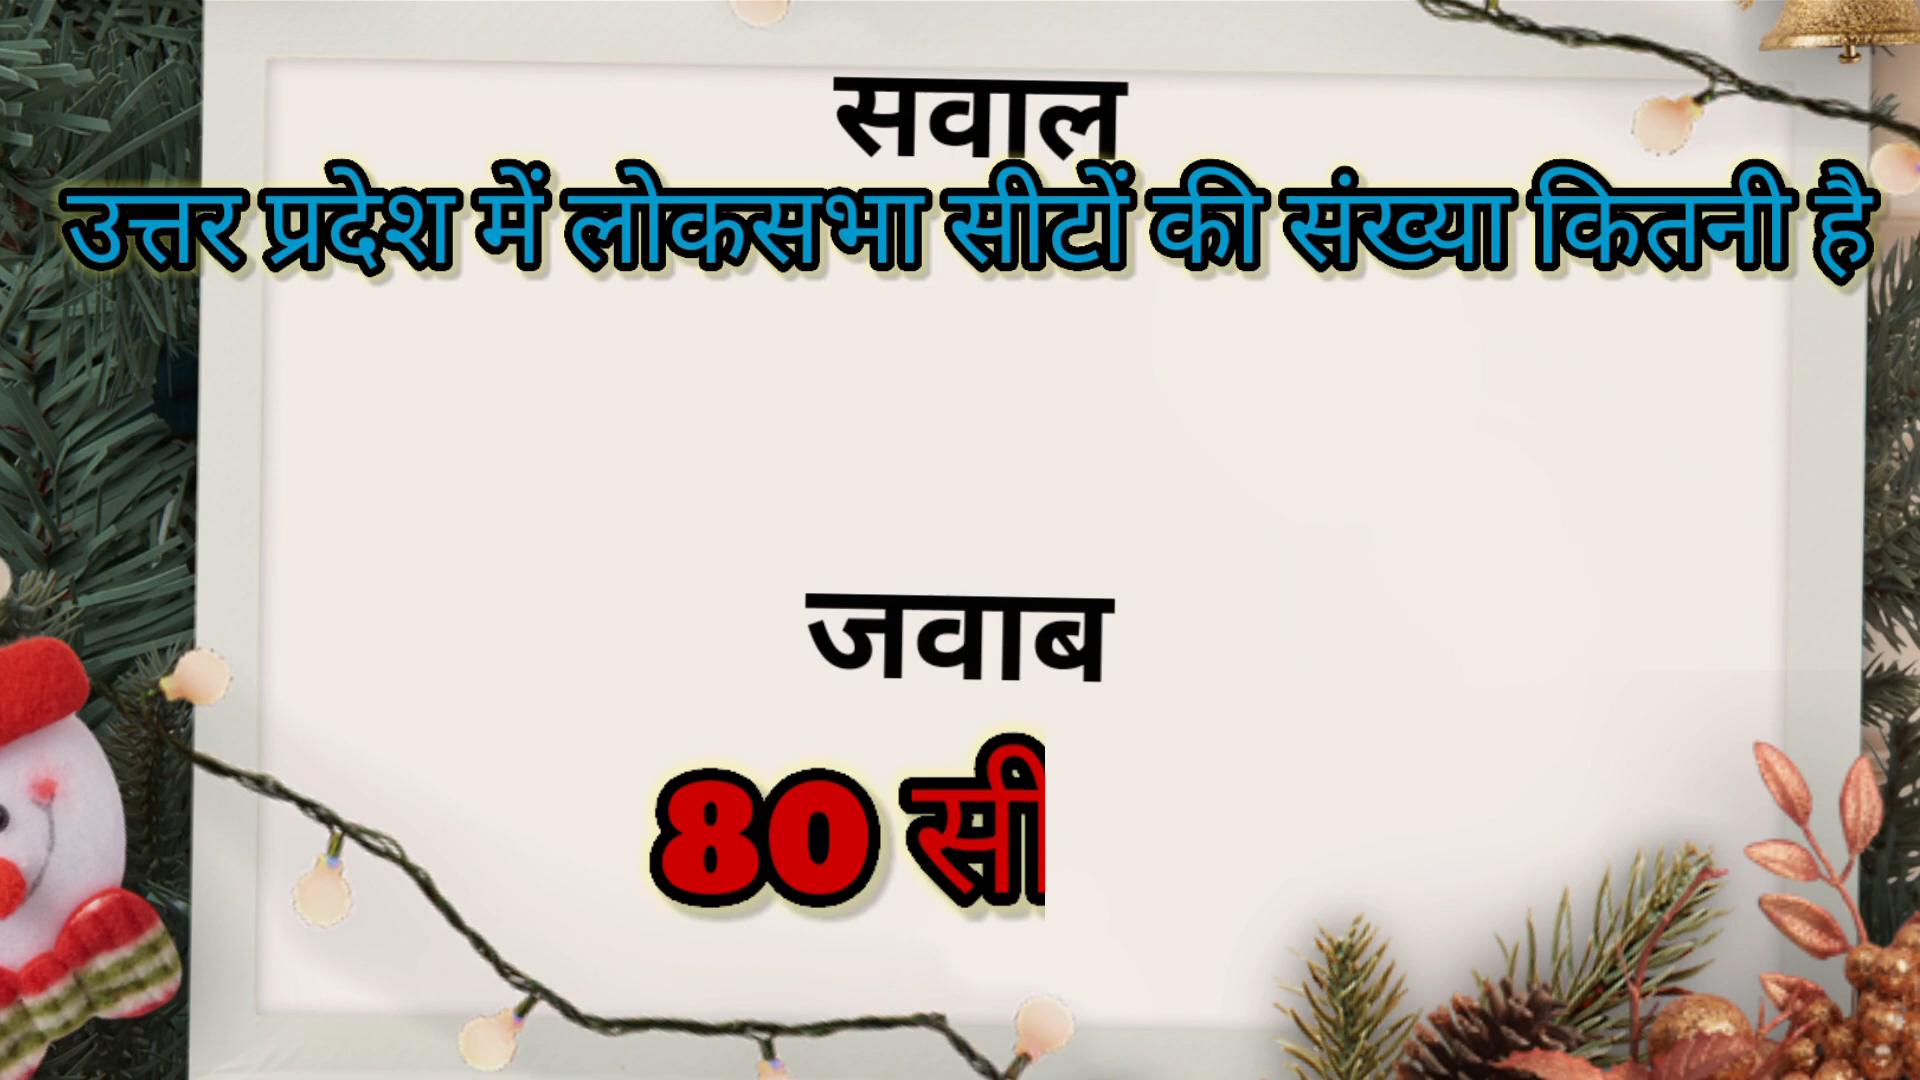 सवाल
उत्तर प्रदेश में लोकसभा सीटों की संख्या कितनी है
जवाब
80 सी